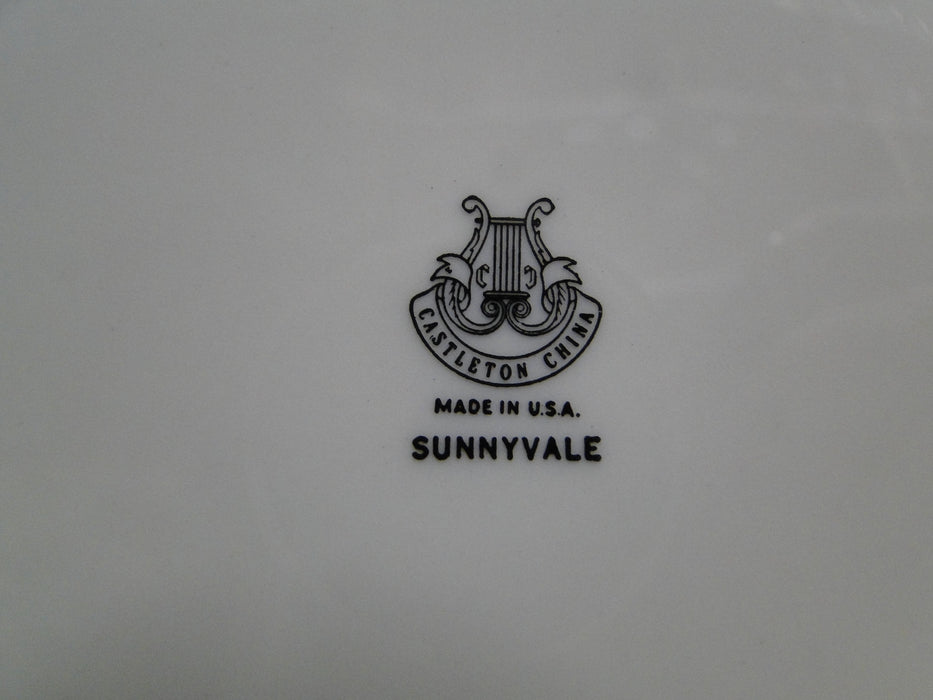 C C
CASTLETON CHINA
MADE IN U.S.A.
SUNNYVALE